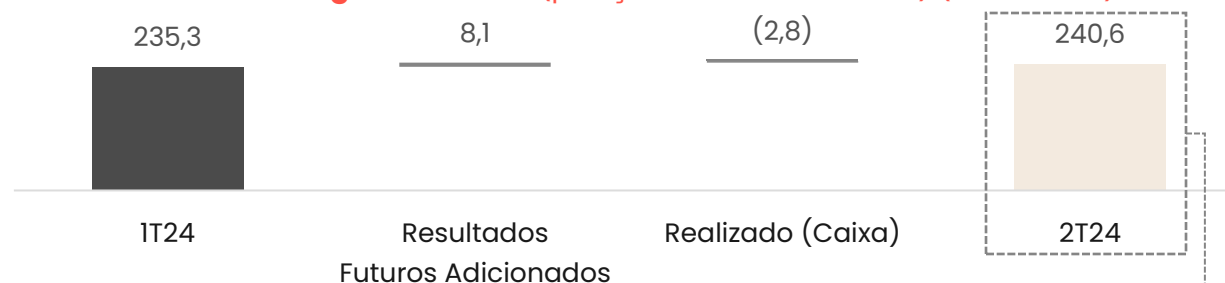 235,3
8,1
(2,8)
240,6
1T24
Resultados
Futuros Adicionados
Realizado (Caixa)
2T24